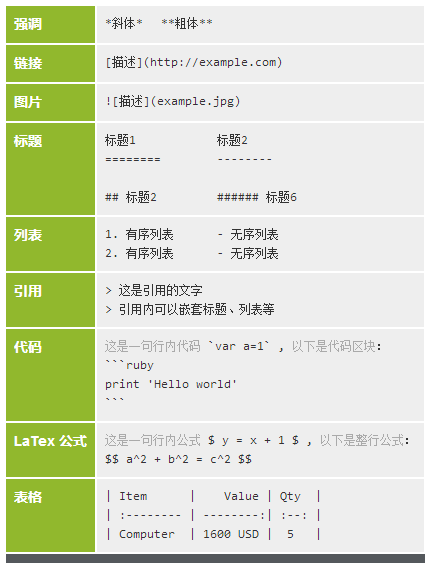 强调 *斜体* **粗体**
链接 [描述](http://example.com)
图片 ![描述](example.jpg)
标题 标题1 标题2
======== --------
## 标题2 ###### 标题6
列表 1. 有序列表 - 无序列表
2. 有序列表 - 无序列表
引用 > 这是引用的文字
> 引用内可以嵌套标题、列表等
代码 这是一句行内代码 `var a=1` , 以下是代码区块:
```ruby
print 'Hello world'
```
LaTex 公式 这是一句行内公式 $ y = x + 1 $ , 以下是整行公式:
$$ a^2 + b^2 = c^2 $$
表格 | Item | Value | Qty |
| :-------- | --------:| :--: |
| Computer | 1600 USD | 5 |